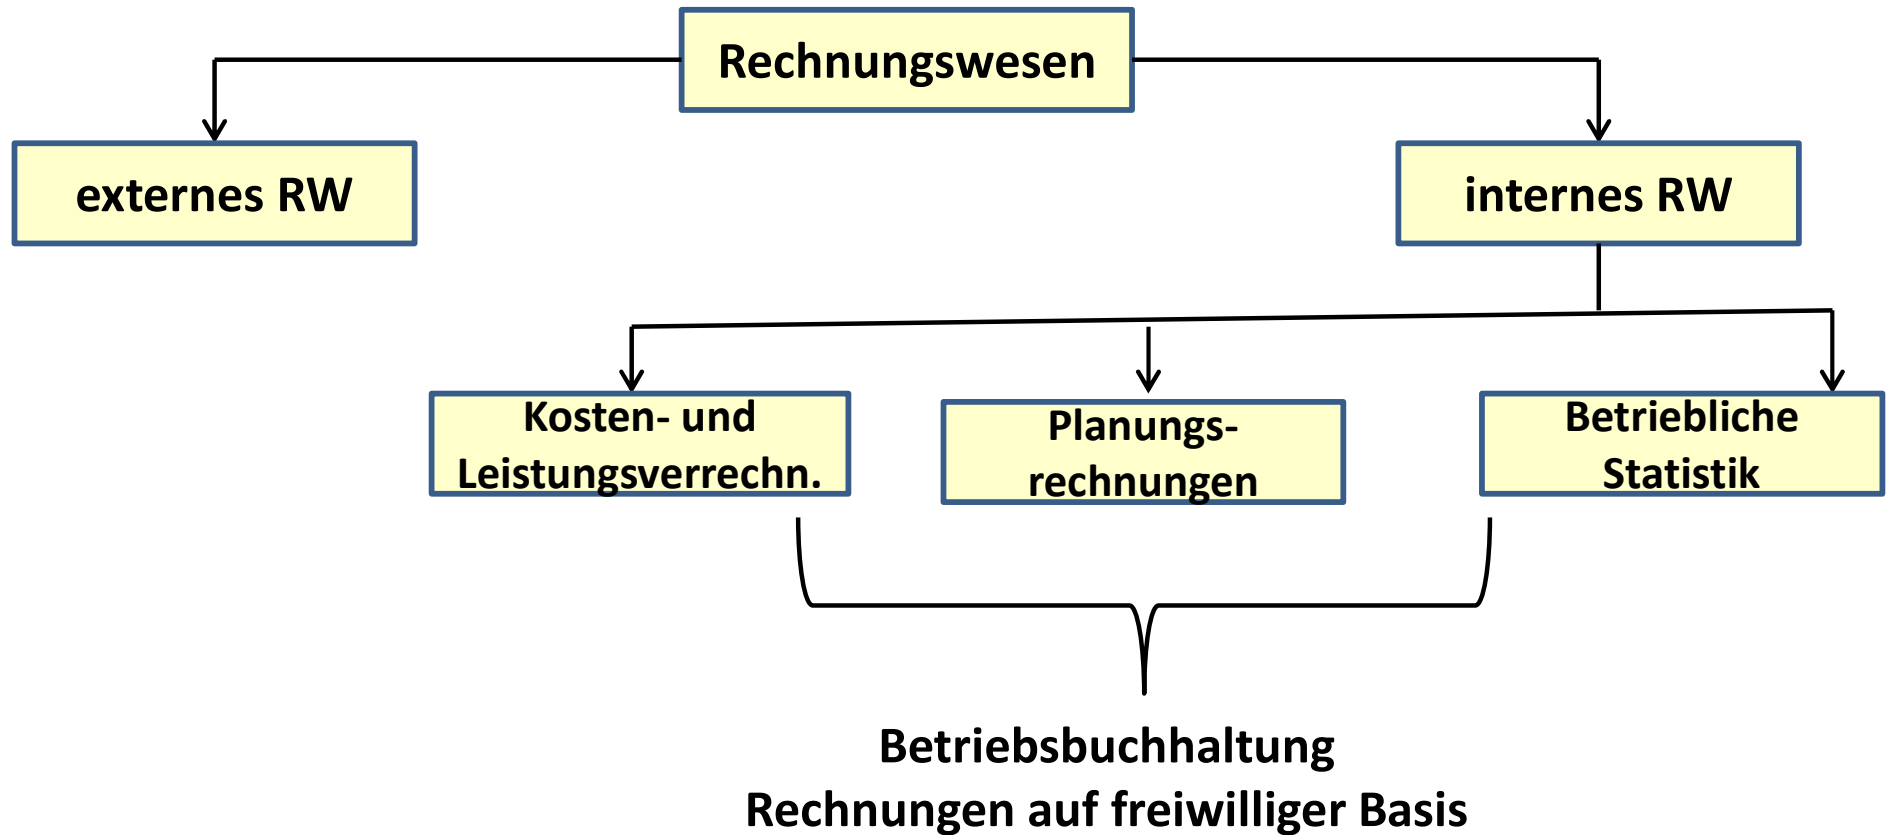 Rechnungswesen
externes RW
internes RW
Kosten- und
Leistungsverrechn.
Planungs-
rechnungen
Betriebliche
Statistik
Betriebsbuchhaltung
Rechnungen auf freiwilliger Basis